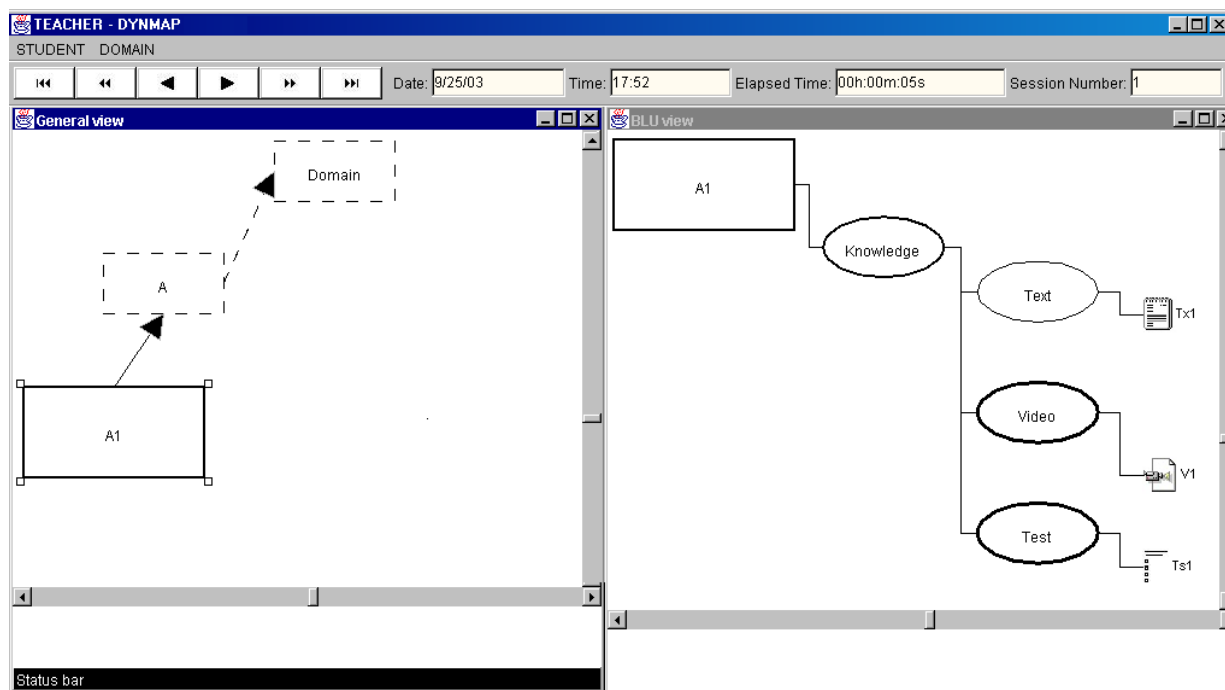 TEACHER - DYNMAP
STUDENT DOMAIN
Date: 9/25/03 Time: 17:52 Elapsed Time: 00h:00m:05s Session Number: 1
General view
Domain
A
A1
Status bar
BLU view
A1
Knowledge
Text
Tx1
Video
V1
Test
Ts1